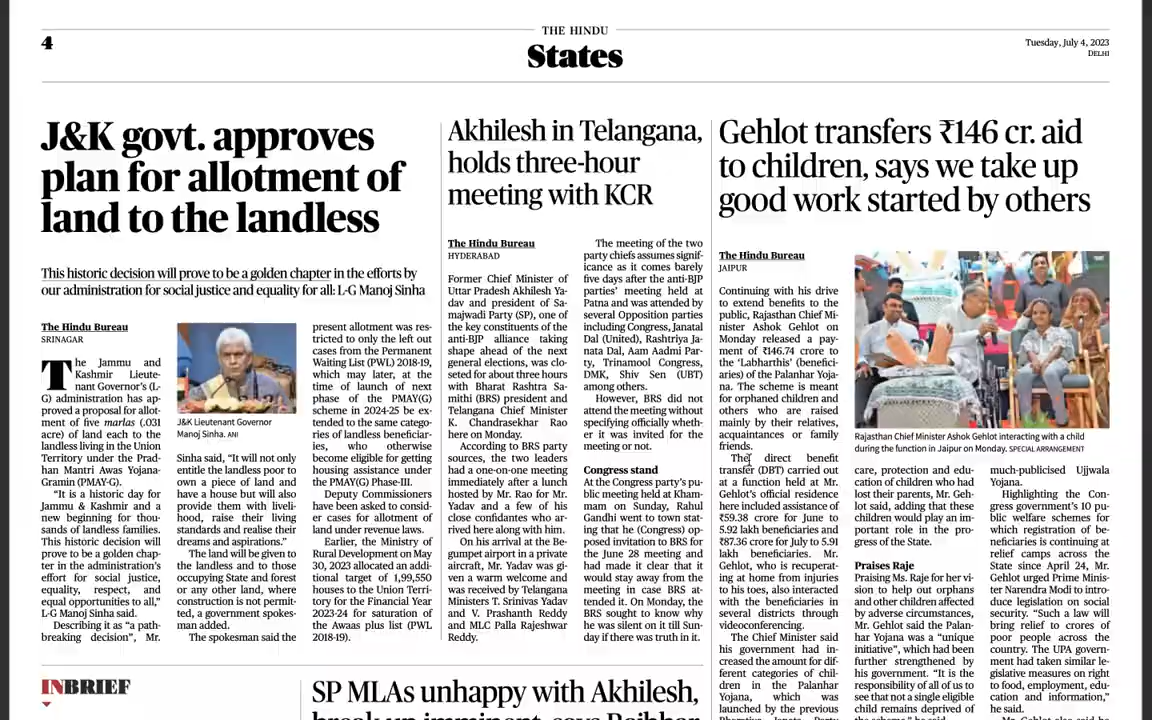 4
THE HINDU
States
Tuesday, July 4, 2023
DELHI
J&K govt. approves
plan for allotment of
land to the landless
This historic decision will prove to be a golden chapter in the efforts by
our administration for social justice and equality for all: L-G Manoj Sinha
The Hindu Bureau
SRINAGAR
The Jammu and
Kashmir Lieute-
nant Governor’s (L-
G) administration has ap-
proved a proposal for allot-
ment of five marlas (.031
acre) of land each to the
landless living in the Union
Territory under the Prad-
han Mantri Awas Yojana-
Gramin (PMAY-G).
“It is a historic day for
Jammu & Kashmir and a
new beginning for thou-
sands of landless families.
This historic decision will
prove to be a golden chap-
ter in the administration’s
effort for social justice,
equality, respect, and
equal opportunities to all,”
L-G Manoj Sinha said.
Describing it as “a path-
breaking decision”, Mr.
J&K Lieutenant Governor
Manoj Sinha. ANI
Sinha said, “It will not only
entitle the landless poor to
own a piece of land and
have a house but will also
provide them with liveli-
hood, raise their living
standards and realise their
dreams and aspirations.”
The land will be given to
the landless and to those
occupying State and forest
or any other land, where
construction is not permit-
ted, a government spokes-
man added.
The spokesman said the
present allotment was res-
tricted to only the left out
cases from the Permanent
Waiting List (PWL) 2018-19,
which may later, at the
time of launch of next
phase of the PMAY(G)
scheme in 2024-25 be ex-
tended to the same catego-
ries of landless beneficiar-
ies, who otherwise
become eligible for getting
housing assistance under
the PMAY(G) Phase-III.
Deputy Commissioners
have been asked to consid-
er cases for allotment of
land under revenue laws.
Earlier, the Ministry of
Rural Development on May
30, 2023 allocated an addi-
tional target of 1,99,550
houses to the Union Terri-
tory for the Financial Year
2023-24 for saturation of
the Awaas plus list (PWL
2018-19).
Akhilesh in Telangana,
holds three-hour
meeting with KCR
The Hindu Bureau
HYDERABAD
Former Chief Minister of
Uttar Pradesh Akhilesh Ya-
dav and president of Sa-
majwadi Party (SP), one of
the key constituents of the
anti-BJP alliance taking
shape ahead of the next
general elections, was clo-
seted for about three hours
with Bharat Rashtra Sa-
mithi (BRS) president and
Telangana Chief Minister
K. Chandrasekhar Rao
here on Monday.
According to BRS party
sources, the two leaders
had a one-on-one meeting
immediately after a lunch
hosted by Mr. Rao for Mr.
Yadav and a few of his
close confidantes who ar-
rived here along with him.
On his arrival at the Be-
gumpet airport in a private
aircraft, Mr. Yadav was gi-
ven a warm welcome and
was received by Telangana
Ministers T. Srinivas Yadav
and V. Prashanth Reddy
and MLC Palla Rajeshwar
Reddy.
The meeting of the two
party chiefs assumes signif-
icance as it comes barely
five days after the anti-BJP
parties’ meeting held at
Patna and was attended by
several Opposition parties
including Congress, Janatal
Dal (United), Rashtriya Ja-
nata Dal, Aam Aadmi Par-
ty, Trinamool Congress,
DMK, Shiv Sen (UBT)
among others.
However, BRS did not
attend the meeting without
specifying officially wheth-
er it was invited for the
meeting or not.
Congress stand
At the Congress party’s pu-
blic meeting held at Kham-
mam on Sunday, Rahul
Gandhi went to town stat-
ing that he (Congress) op-
posed invitation to BRS for
the June 28 meeting and
had made it clear that it
would stay away from the
meeting in case BRS at-
tended it. On Monday, the
BRS sought to know why
he was silent on it till Sun-
day if there was truth in it.
Gehlot transfers ₹146 cr. aid
to children, says we take up
good work started by others
The Hindu Bureau
JAIPUR
Continuing with his drive
to extend benefits to the
public, Rajasthan Chief Mi-
nister Ashok Gehlot on
Monday released a pay-
ment of ₹146.74 crore to
the ‘Labharthis’ (benefici-
aries) of the Palanhar Yoja-
na. The scheme is meant
for orphaned children and
others who are raised
mainly by their relatives,
acquaintances or family
friends.
The direct benefit
transfer (DBT) carried out
at a function held at Mr.
Gehlot’s official residence
here included assistance of
₹59.38 crore for June to
5.92 lakh beneficiaries and
₹87.36 crore for July to 5.91
lakh beneficiaries. Mr.
Gehlot, who is recuperat-
ing at home from injuries
to his toes, also interacted
with the beneficiaries in
several districts through
videoconferencing.
The Chief Minister said
his government had in-
creased the amount for dif-
ferent categories of chil-
dren in the Palanhar
Yojana, which was
launched by the previous
Rajasthan Chief Minister Ashok Gehlot interacting with a child
during the function in Jaipur on Monday. SPECIAL ARRANGEMENT
care, protection and edu-
cation of children who had
lost their parents, Mr. Geh-
lot said, adding that these
children would play an im-
portant role in the pro-
gress of the State.
Praises Raje
Praising Ms. Raje for her vi-
sion to help out orphans
and other children affected
by adverse circumstances,
Mr. Gehlot said the Palan-
har Yojana was a “unique
initiative”, which had been
further strengthened by
his government. “It is the
responsibility of all of us to
see that not a single eligible
child remains deprived of
much-publicised Ujjwala
Yojana.
Highlighting the Con-
gress government’s 10 pu-
blic welfare schemes for
which registration of be-
neficiaries is continuing at
relief camps across the
State since April 24, Mr.
Gehlot urged Prime Minis-
ter Narendra Modi to intro-
duce legislation on social
security. “Such a law will
bring relief to crores of
poor people across the
country. The UPA govern-
ment had taken similar le-
gislative measures on right
to food, employment, edu-
cation and information,”
he said.
INBRIEF
SP MLAs unhappy with Akhilesh,